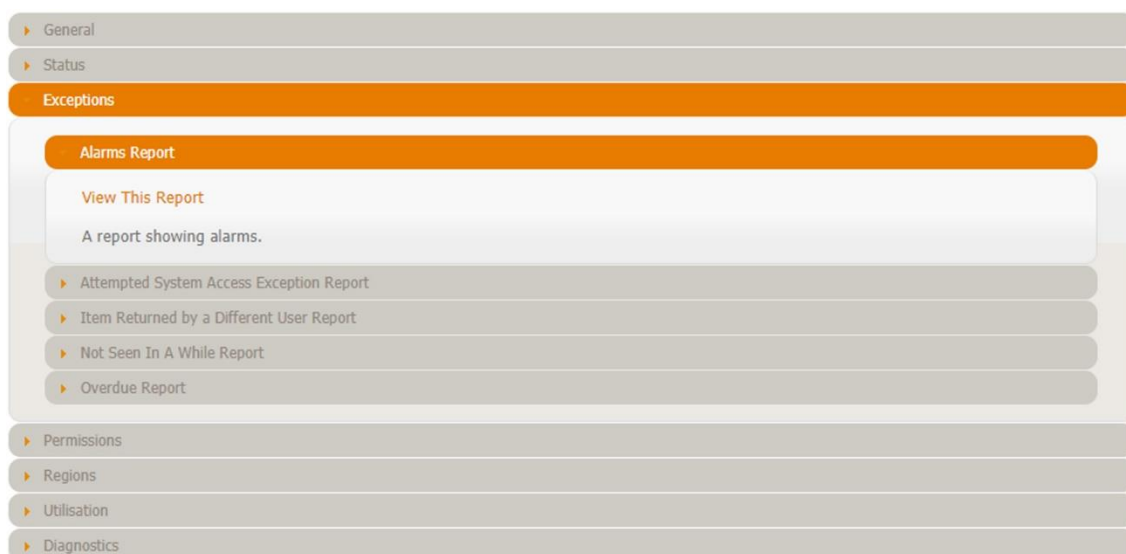 General
Status
Exceptions
Alarms Report
View This Report
A report showing alarms.
Attempted System Access Exception Report
Item Returned by a Different User Report
Not Seen In A While Report
Overdue Report
Permissions
Regions
Utilisation
Diagnostics